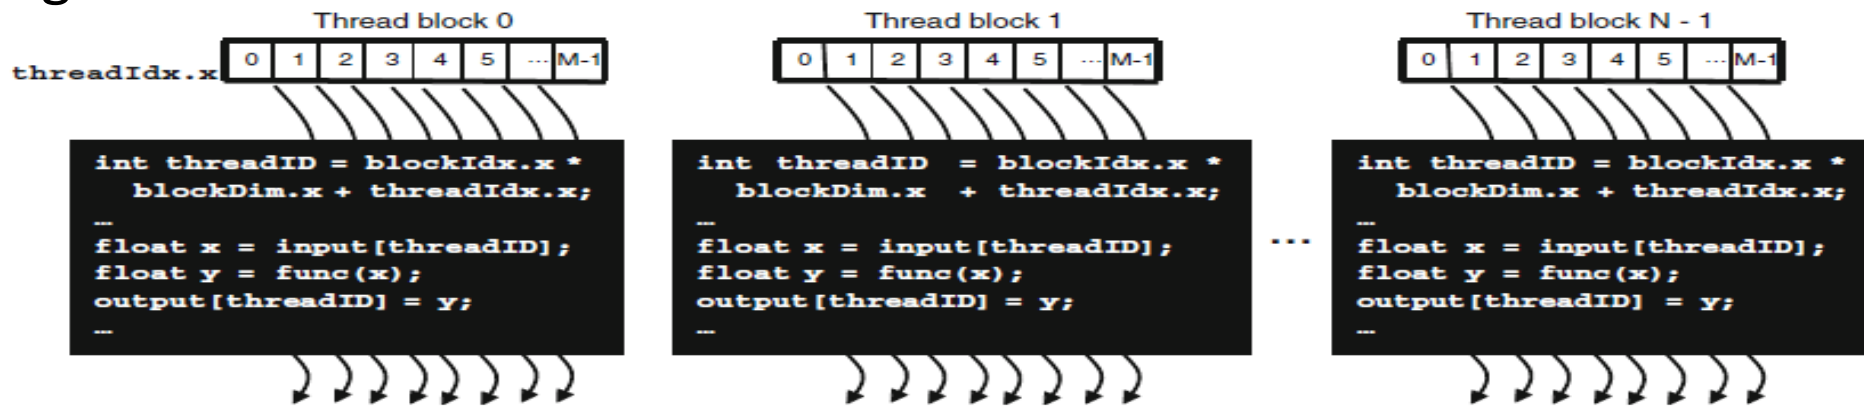 Thread block 0
Thread block 1
Thread block N - 1
threadIdx.x
0 1 2 3 4 5 ... M-1
0 1 2 3 4 5 ... M-1
0 1 2 3 4 5 ... M-1
int threadID = blockIdx.x *
blockDim.x + threadIdx.x;
…
float x = input[threadID];
float y = func(x);
output[threadID] = y;
…
int threadID = blockIdx.x *
blockDim.x + threadIdx.x;
…
float x = input[threadID];
float y = func(x);
output[threadID] = y;
…
...
int threadID = blockIdx.x *
blockDim.x + threadIdx.x;
…
float x = input[threadID];
float y = func(x);
output[threadID] = y;
…